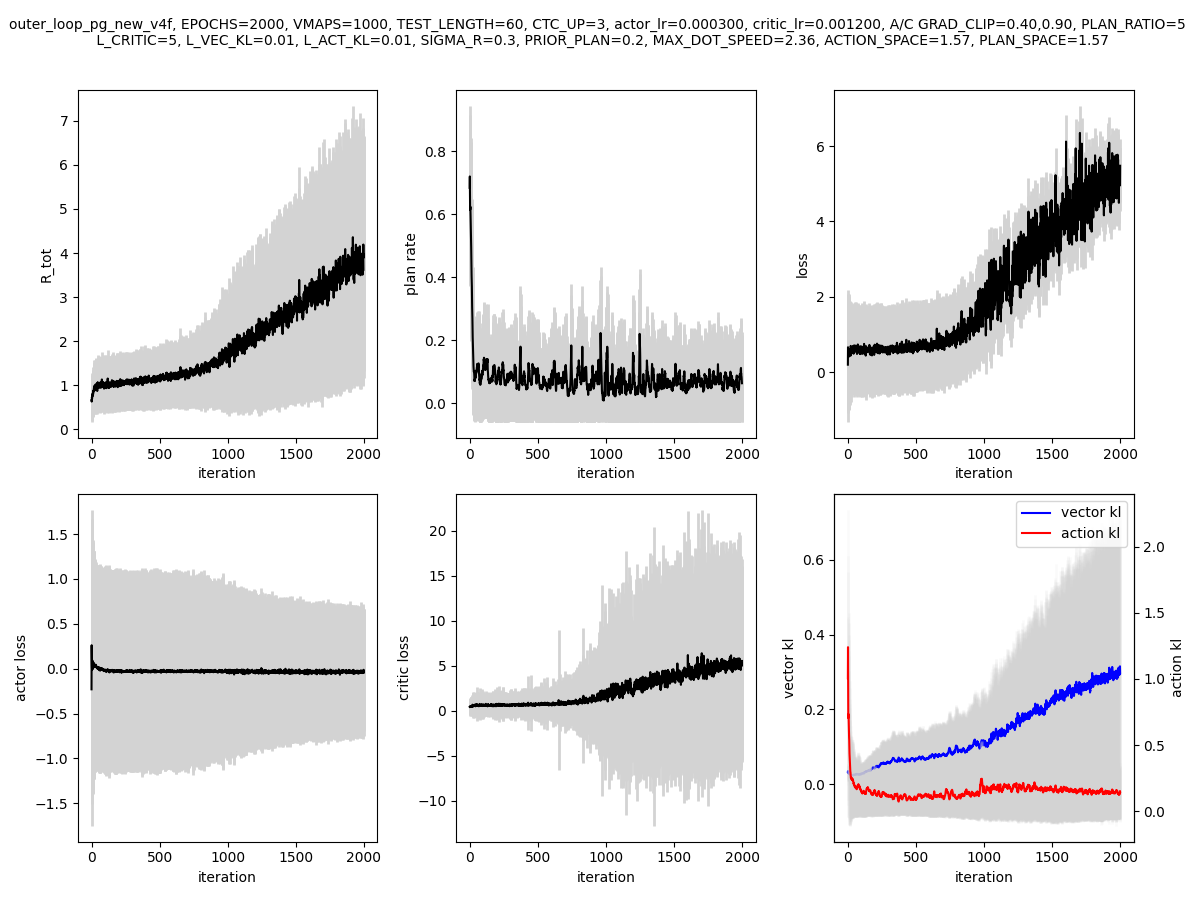 outer_loop_pg_new_v4f, EPOCHS=2000, VMAPS=1000, TEST_LENGTH=60, CTC_UP=3, actor_lr=0.000300, critic_lr=0.001200, A/C GRAD_CLIP=0.40,0.90, PLAN_RATIO=5
L_CRITIC=5, L_VEC_KL=0.01, L_ACT_KL=0.01, SIGMA_R=0.3, PRIOR_PLAN=0.2, MAX_DOT_SPEED=2.36, ACTION_SPACE=1.57, PLAN_SPACE=1.57
R_tot
7
6
5
4
3
2
1
0
0 500 1000 1500 2000
iteration
plan rate
0.8
0.6
0.4
0.2
0.0
0 500 1000 1500 2000
iteration
loss
6
4
2
0
0 500 1000 1500 2000
iteration
actor loss
1.5
1.0
0.5
0.0
−0.5
−1.0
−1.5
0 500 1000 1500 2000
iteration
critic loss
20
15
10
5
0
−5
−10
0 500 1000 1500 2000
iteration
vector kl
0.6
0.4
0.2
0.0
vector kl
action kl
2.0
1.5
1.0
0.5
0.0
action kl
0 500 1000 1500 2000
iteration